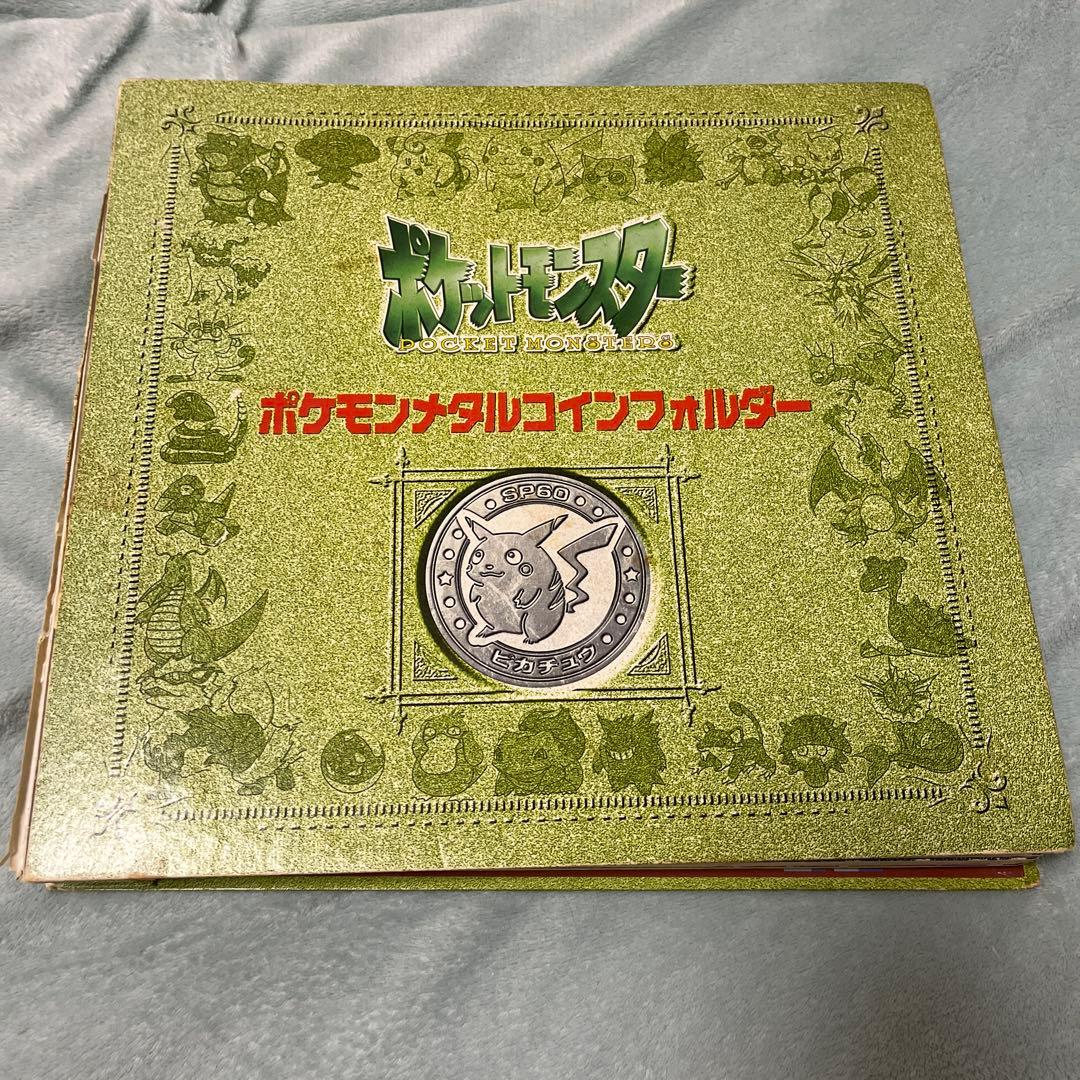 ポケットモンスター
POCKET MONSTERS
ポケモンメタルコインフォルダー
SP60
ピカチュウ